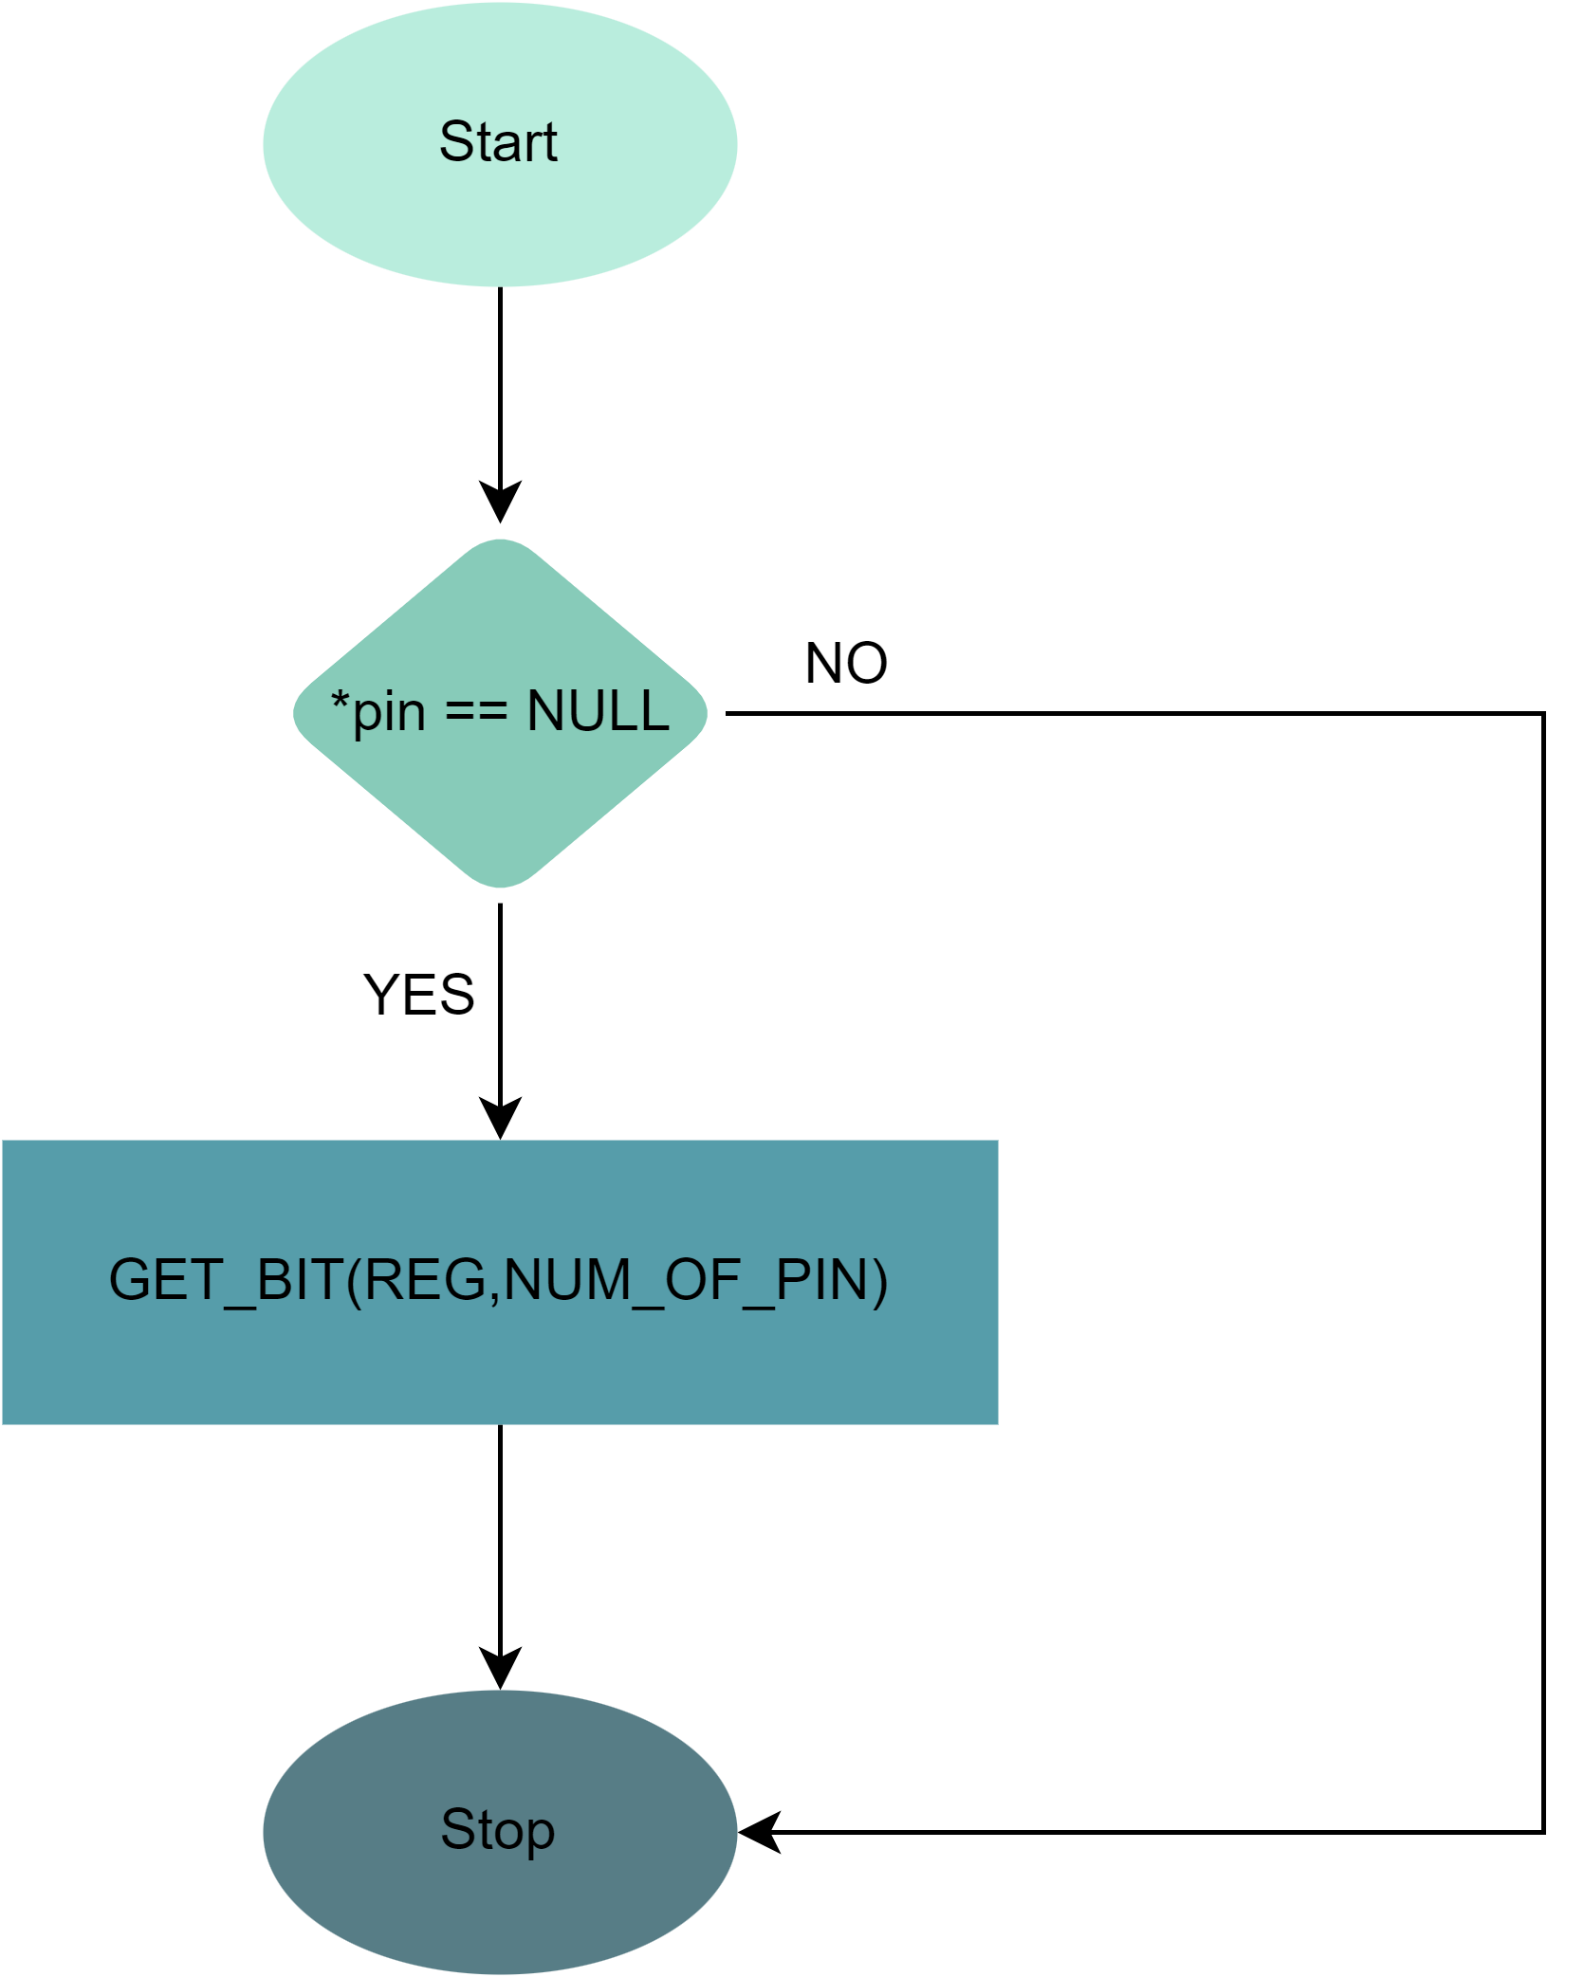 Start
*pin == NULL
NO
YES
GET_BIT(REG,NUM_OF_PIN)
Stop